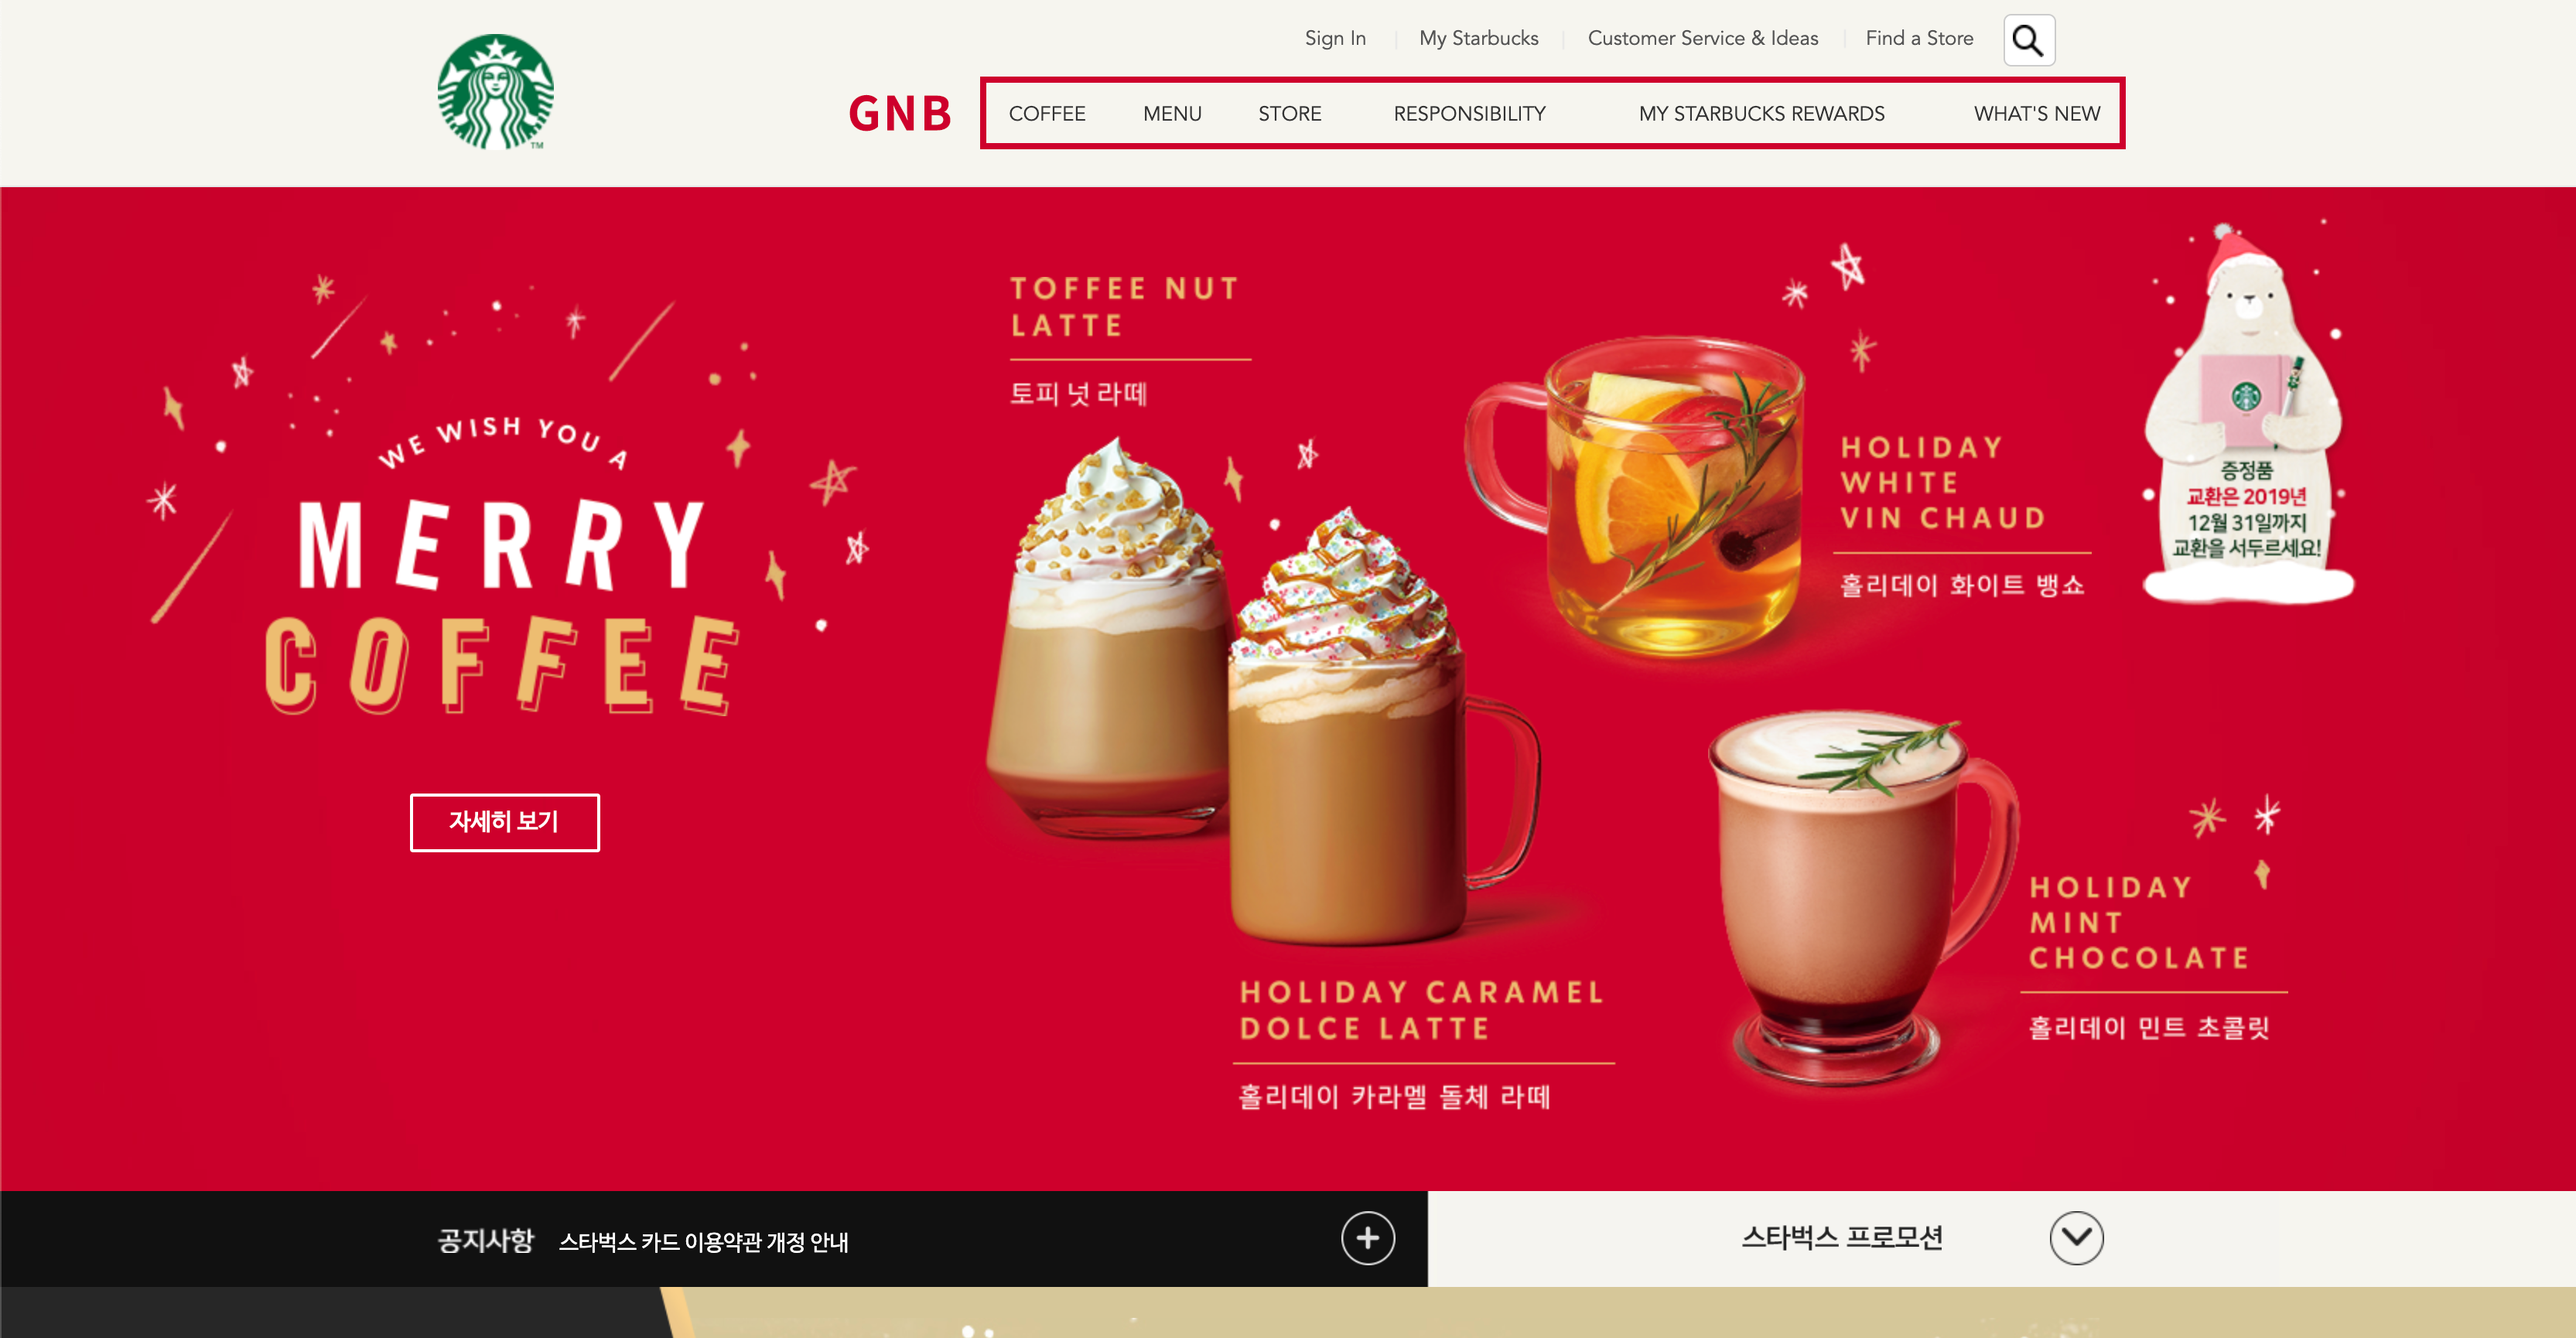 Sign In
My Starbucks
Customer Service & Ideas
Find a Store
TM
GNB
COFFEE
MENU
STORE
RESPONSIBILITY
MY STARBUCKS REWARDS
WHAT'S NEW
WE WISH YOU A
MERRY
COFFEE
자세히 보기
TOFFEE NUT
LATTE
토피 넛 라떼
HOLIDAY
WHITE
VIN CHAUD
홀리데이 화이트 뱅쇼
증정품
교환은 2019년
12월 31일까지
교환을 서두르세요!
HOLIDAY CARAMEL
DOLCE LATTE
홀리데이 카라멜 돌체 라떼
HOLIDAY
MINT
CHOCOLATE
홀리데이 민트 초콜릿
공지사항
스타벅스 카드 이용약관 개정 안내
스타벅스 프로모션